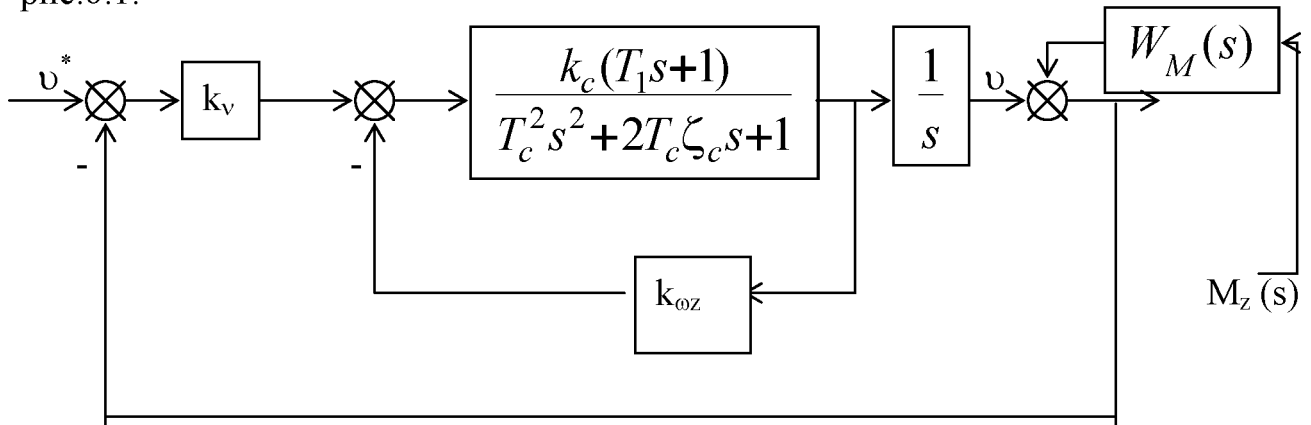 рис.6.1.
υ*
-
k_ν
-
k_c(T_1s+1)
T_c^2s^2+2T_cζ_cs+1
1
s
υ
W_M(s)
k_ωz
M_z(s)